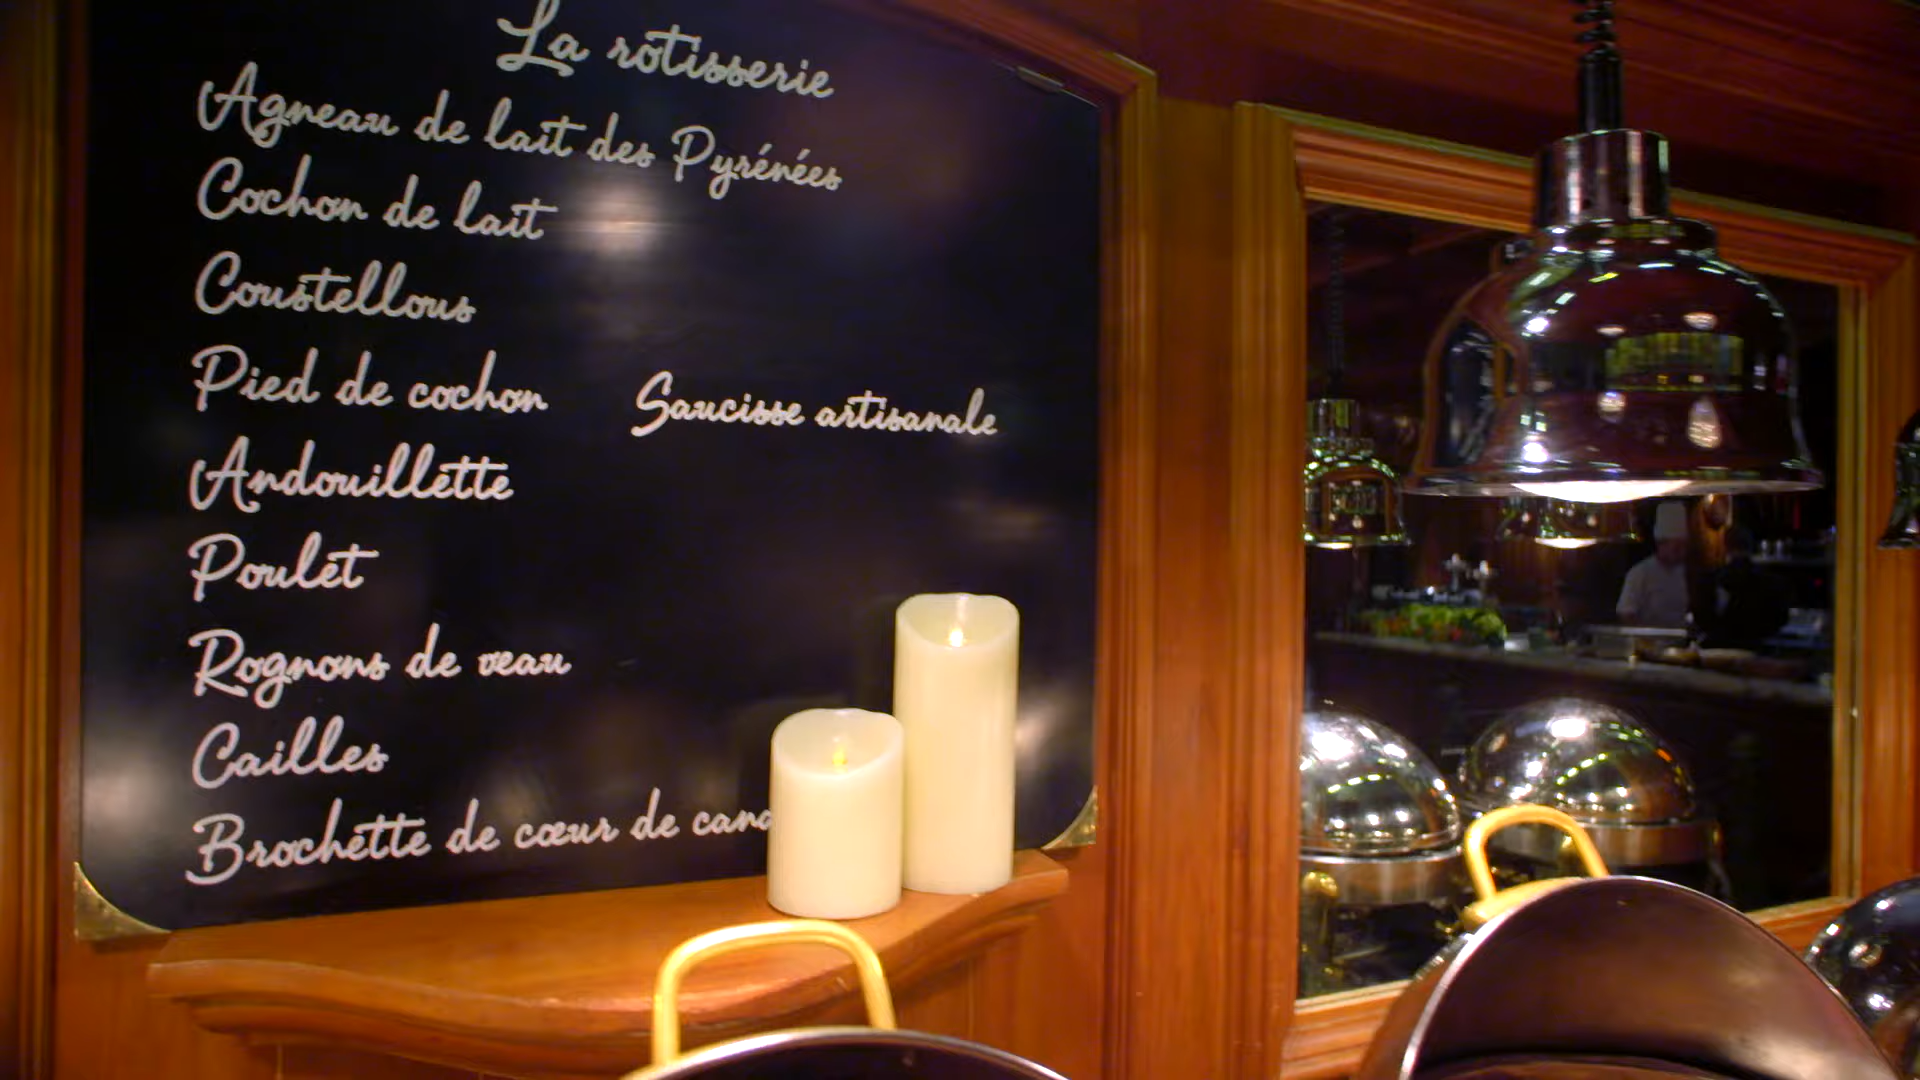 La rotisserie
Agneau de lait des Pyrénées
Cochon de lait
Coustellous
Pied de cochon
Saucisse artisanale
Andouillette
Poulet
Rognons de veau
Cailles
Brochette de cœur de